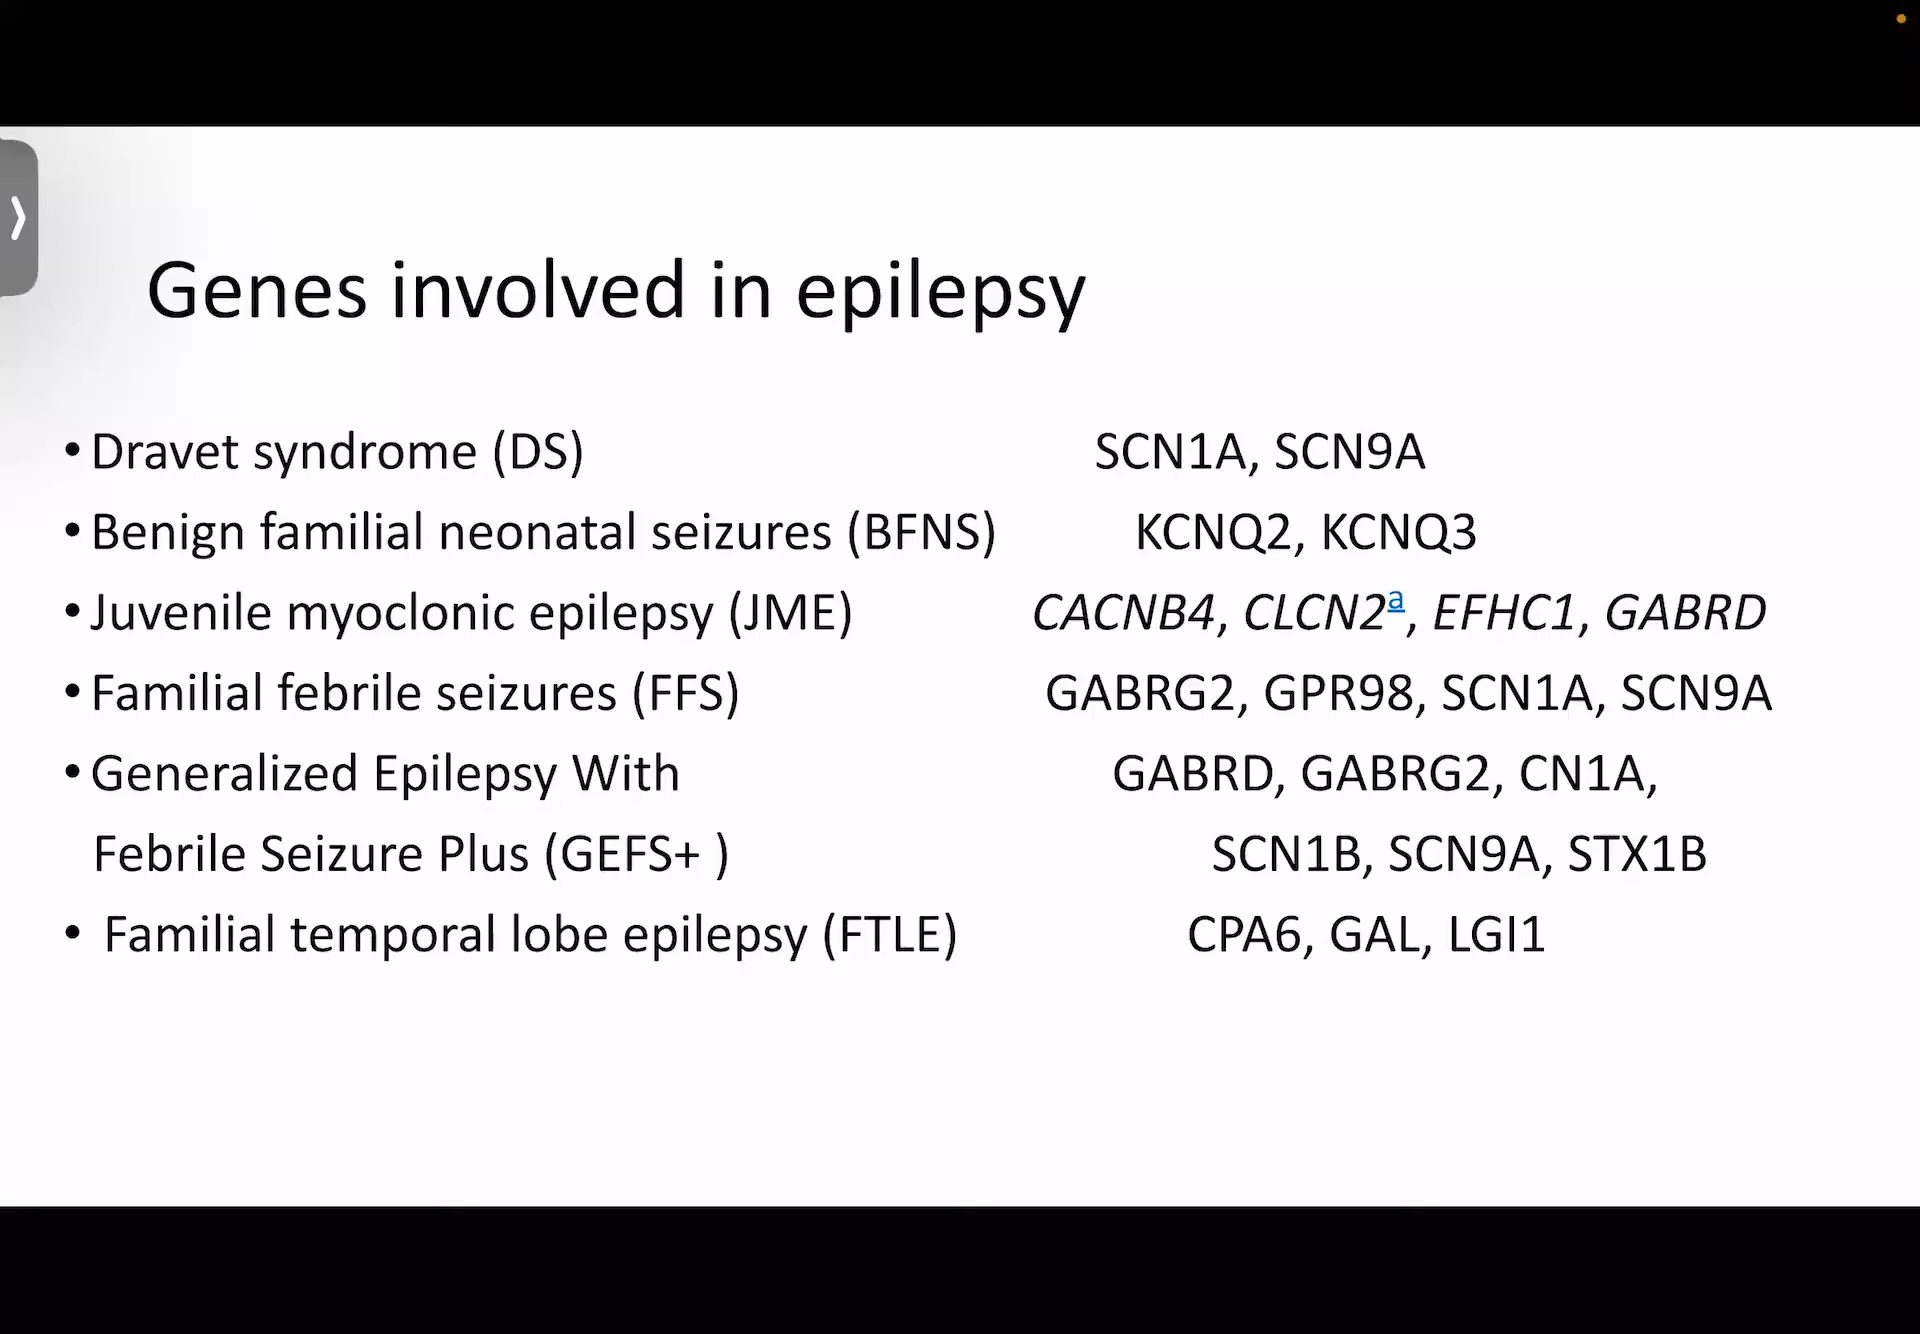 Genes involved in epilepsy
• Dravet syndrome (DS) SCN1A, SCN9A
• Benign familial neonatal seizures (BFNS) KCNQ2, KCNQ3
• Juvenile myoclonic epilepsy (JME) CACNB4, CLCN2a, EFHC1, GABRD
• Familial febrile seizures (FFS) GABRG2, GPR98, SCN1A, SCN9A
• Generalized Epilepsy With GABRD, GABRG2, CN1A,
Febrile Seizure Plus (GEFS+ ) SCN1B, SCN9A, STX1B
• Familial temporal lobe epilepsy (FTLE) CPA6, GAL, LGI1